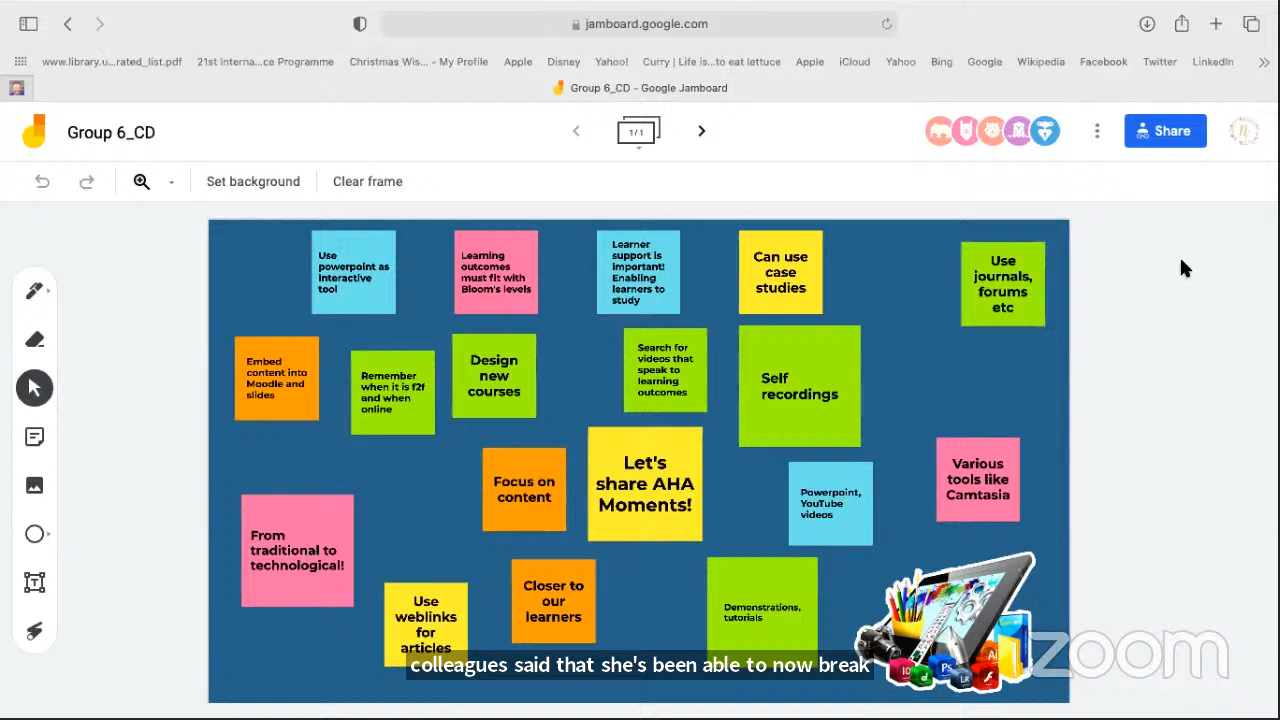 jamboard.google.com
www.library.u...rated_list.pdf 21st Interna...ce Programme Christmas Wis... - My Profile Apple Disney Yahoo! Curry | Life is...to eat lettuce Apple iCloud Yahoo Bing Google Wikipedia Facebook Twitter LinkedIn
Group 6_CD - Google Jamboard
Group 6_CD
1/1
Share
Set background
Clear frame
Use
powerpoint as
interactive
tool
Learning
outcomes
must fit with
Bloom's levels
Learner
support is
important!
Enabling
learners to
study
Can use
case
studies
Use
journals,
forums
etc
Embed
content into
Moodle and
slides
Remember
when it is f2f
and when
online
Design
new
courses
Search for
videos that
speak to
learning
outcomes
Self
recordings
Focus on
content
Let's
share AHA
Moments!
Powerpoint,
YouTube
videos
Various
tools like
Camtasia
From
traditional to
technological!
Use
weblinks
for
articles
Closer to
our
learners
Demonstrations,
tutorials
Ai
Ps
Lr
zoom
colleagues said that she's been able to now break